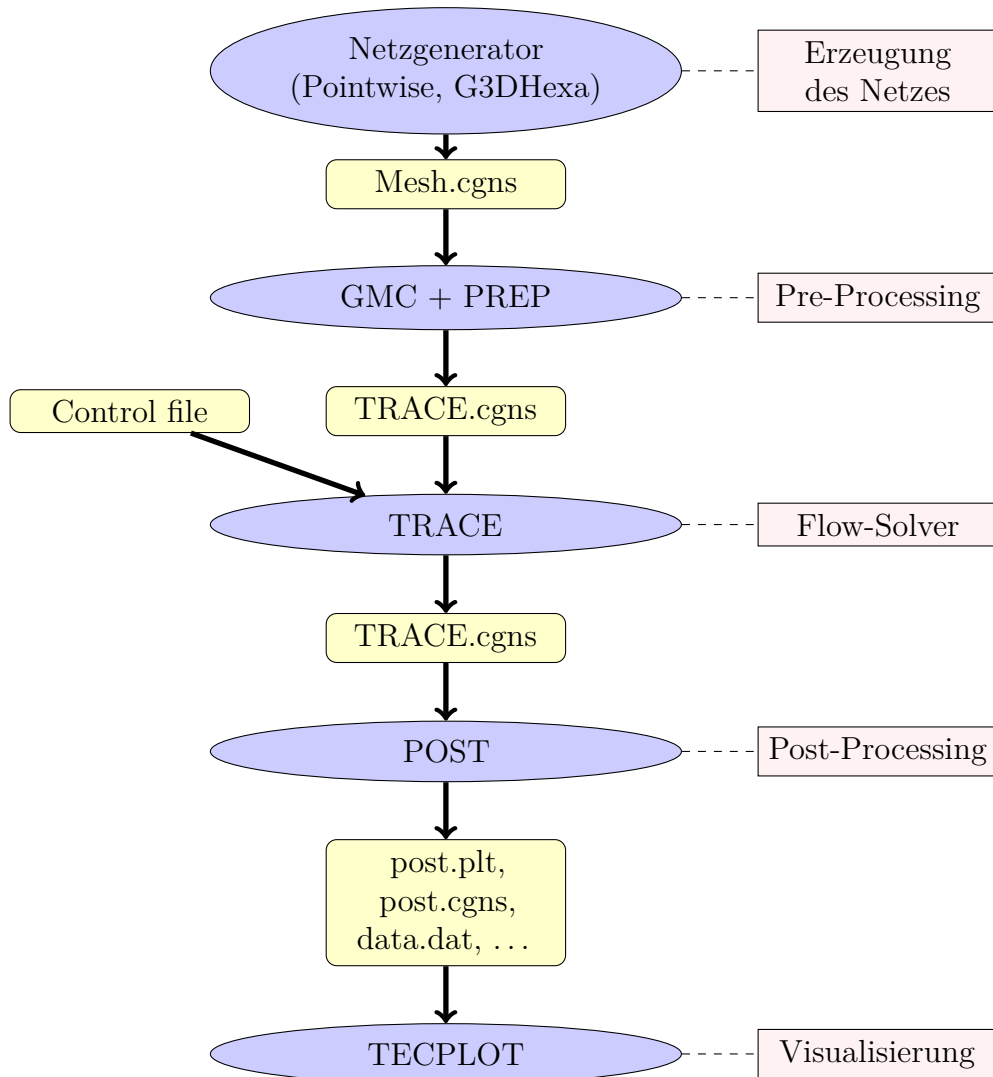 Netzgenerator
(Pointwise, G3DHexa)
Erzeugung
des Netzes
Mesh.cgns
GMC + PREP
Pre-Processing
Control file
TRACE.cgns
TRACE
Flow-Solver
TRACE.cgns
POST
Post-Processing
post.plt,
post.cgns,
data.dat, ...
TECPLOT
Visualisierung